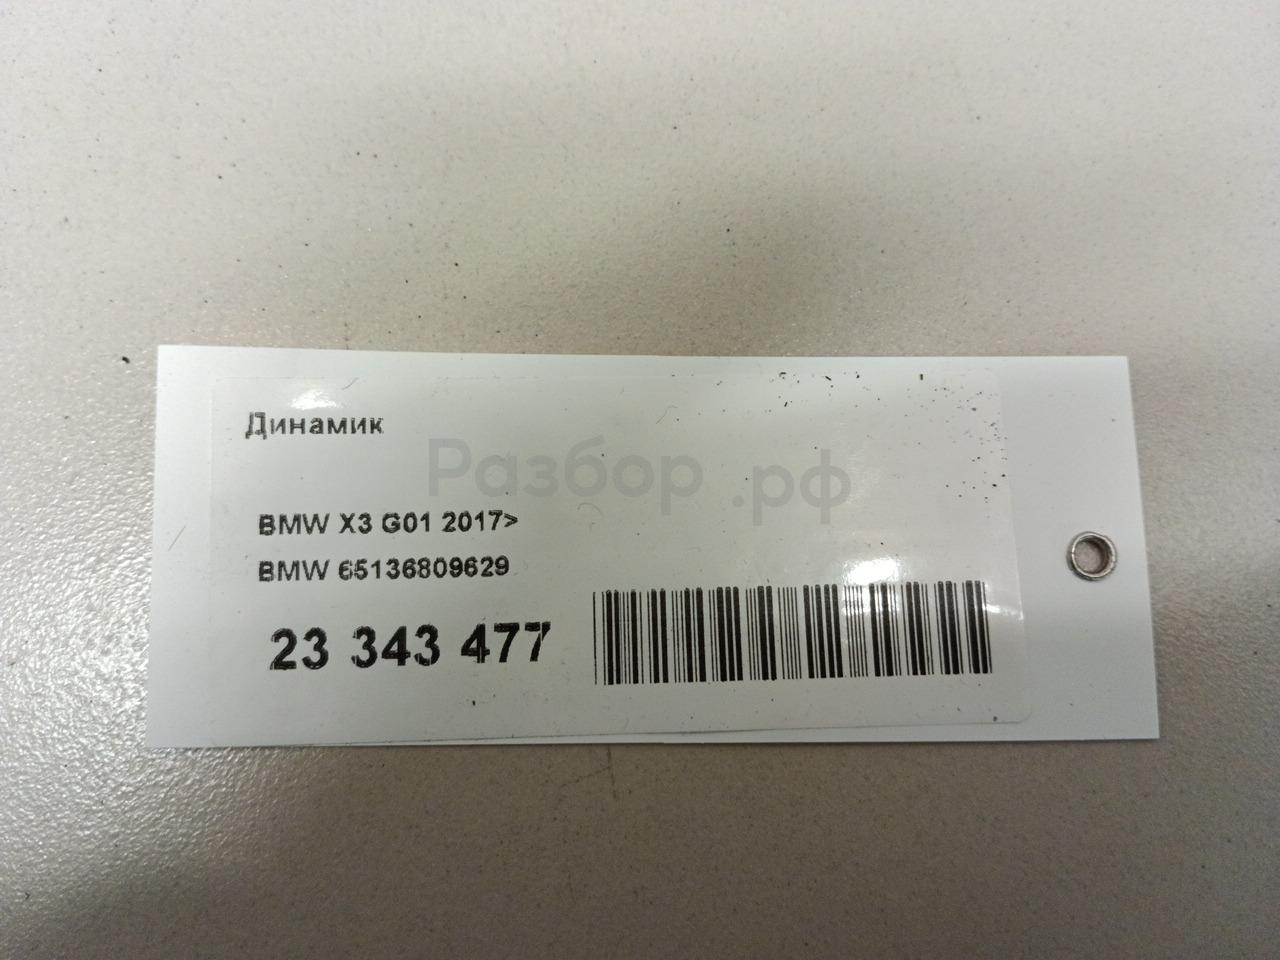 Динамик
Разбор.рф
BMW X3 G01 2017>
BMW 65136809629
23 343 477